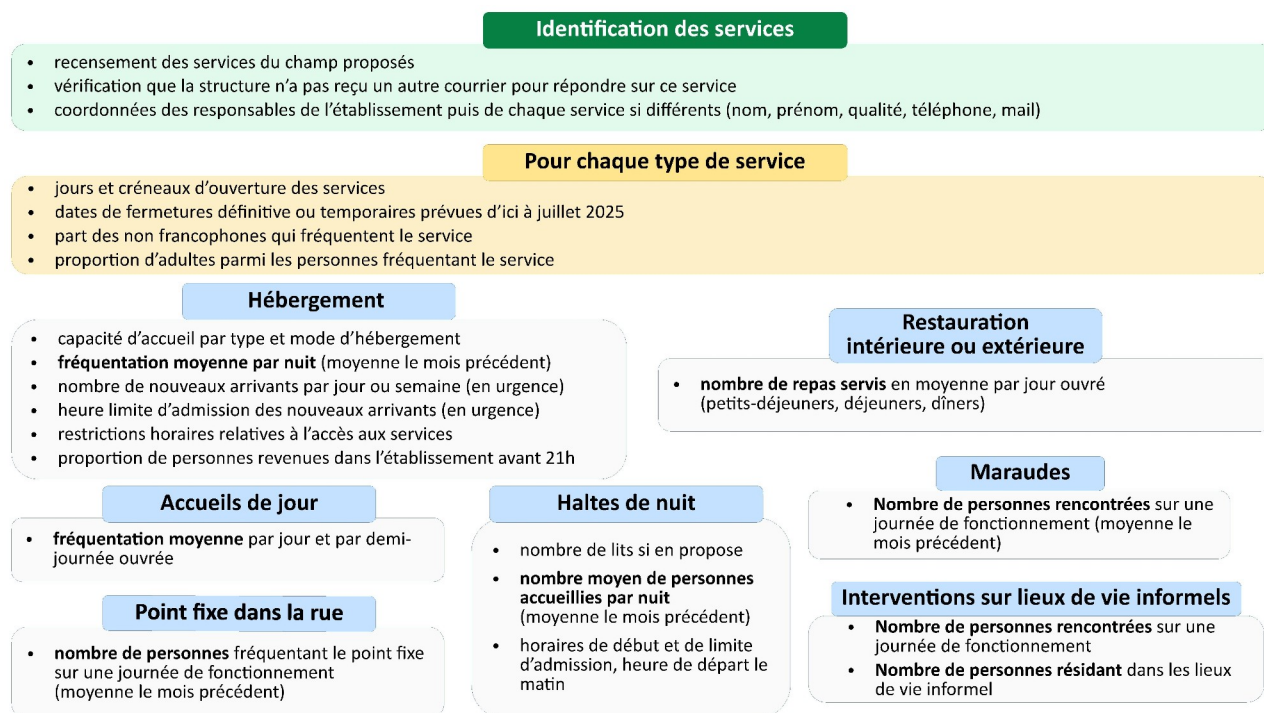 Identification des services
• recensement des services du champ proposés
• vérification que la structure n’a pas reçu un autre courrier pour répondre sur ce service
• coordonnées des responsables de l’établissement puis de chaque service si différents (nom, prénom, qualité, téléphone, mail)
Pour chaque type de service
• jours et créneaux d’ouverture des services
• dates de fermetures définitive ou temporaires prévues d’ici à juillet 2025
• part des non francophones qui fréquentent le service
• proportion d’adultes parmi les personnes fréquentant le service
Hébergement
• capacité d’accueil par type et mode d’hébergement
• fréquentation moyenne par nuit (moyenne le mois précédent)
• nombre de nouveaux arrivants par jour ou semaine (en urgence)
• heure limite d’admission des nouveaux arrivants (en urgence)
• restrictions horaires relatives à l’accès aux services
• proportion de personnes revenues dans l’établissement avant 21h
Restauration
intérieure ou extérieure
• nombre de repas servis en moyenne par jour ouvré
(petits-déjeuners, déjeuners, dîners)
Accueils de jour
• fréquentation moyenne par jour et par demi-
journée ouvrée
Point fixe dans la rue
• nombre de personnes fréquentant le point fixe
sur une journée de fonctionnement
(moyenne le mois précédent)
Haltes de nuit
• nombre de lits si en propose
• nombre moyen de personnes
accueillies par nuit
(moyenne le mois précédent)
• horaires de début et de limite
d’admission, heure de départ le
matin
Maraudes
• Nombre de personnes rencontrées sur une
journée de fonctionnement (moyenne le
mois précédent)
Interventions sur lieux de vie informels
• Nombre de personnes rencontrées sur une
journée de fonctionnement
• Nombre de personnes résidant dans les lieux
de vie informel